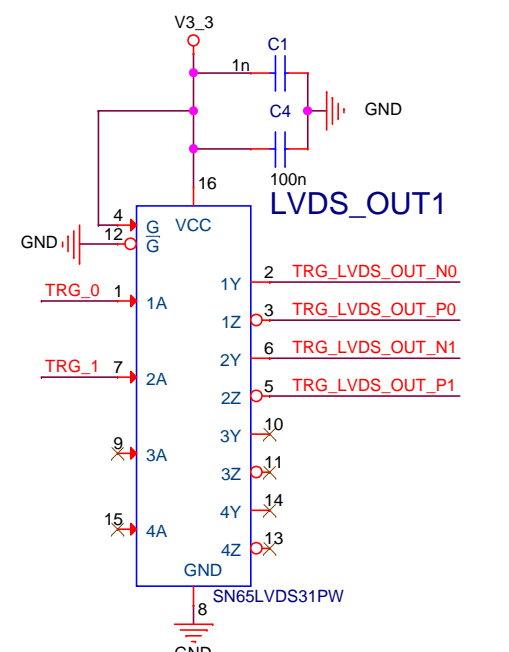 V3_3
C1
1n
C4
GND
100n
16
LVDS_OUT1
4
G
VCC
GND
12
G
1Y
2
TRG_LVDS_OUT_N0
TRG_0
1
1A
1Z
3
TRG_LVDS_OUT_P0
2Y
6
TRG_LVDS_OUT_N1
TRG_1
7
2A
2Z
5
TRG_LVDS_OUT_P1
3Y
10
9
3A
3Z
11
4Y
14
15
4A
4Z
13
GND
SN65LVDS31PW
8
GND